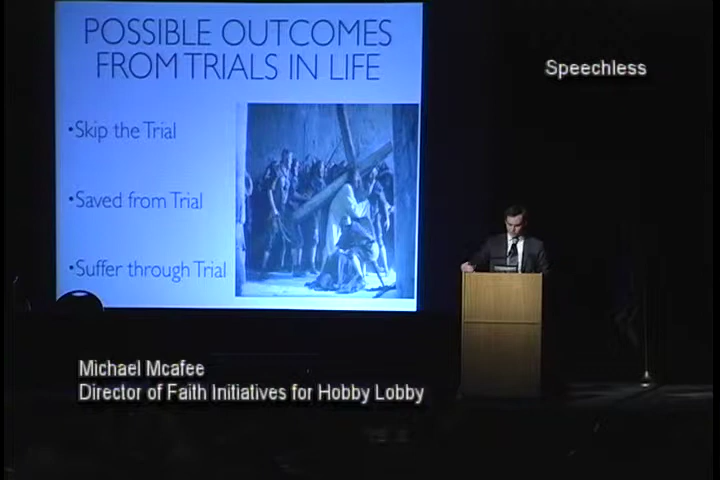 POSSIBLE OUTCOMES
FROM TRIALS IN LIFE
•Skip the Trial
•Saved from Trial
•Suffer through Trial
Speechless
Michael Mcafee
Director of Faith Initiatives for Hobby Lobby